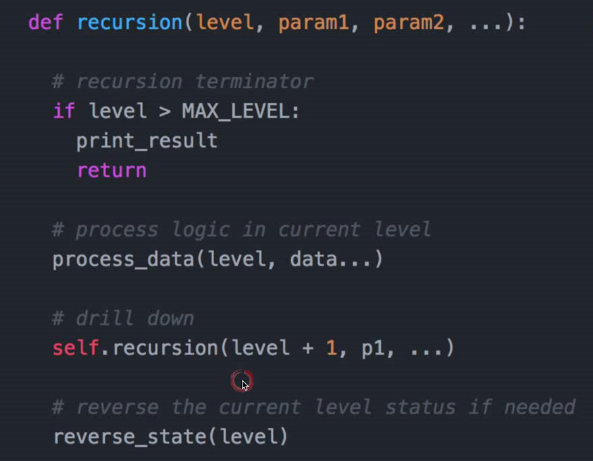 def recursion(level, param1, param2, ...):
# recursion terminator
if level > MAX_LEVEL:
print_result
return
# process logic in current level
process_data(level, data...)
# drill down
self.recursion(level + 1, p1, ...)
# reverse the current level status if needed
reverse_state(level)